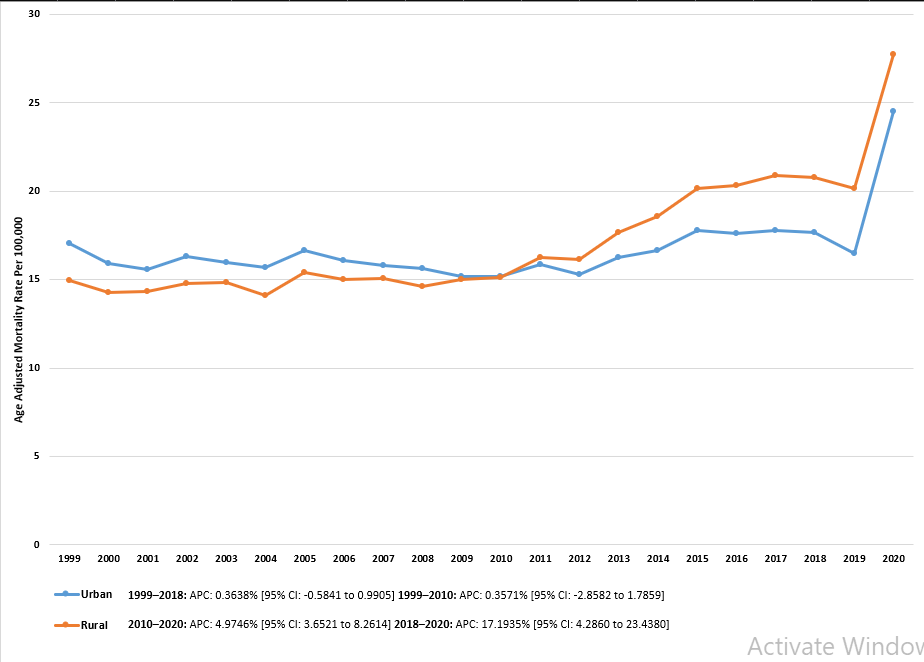 30
25
20
15
10
5
0
Age Adjusted Mortality Rate Per 100,000
1999 2000 2001 2002 2003 2004 2005 2006 2007 2008 2009 2010 2011 2012 2013 2014 2015 2016 2017 2018 2019 2020
Urban 1999–2018: APC: 0.3638% [95% CI: -0.5841 to 0.9905] 1999–2010: APC: 0.3571% [95% CI: -2.8582 to 1.7859]
Rural 2010–2020: APC: 4.9746% [95% CI: 3.6521 to 8.2614] 2018–2020: APC: 17.1935% [95% CI: 4.2860 to 23.4380]
Activate Window